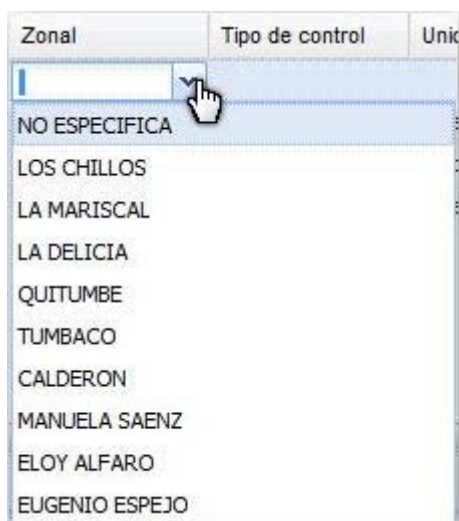 Zonal Tipo de control Unic
NO ESPECIFICA
LOS CHILLOS
LA MARISCAL
LA DELICIA
QUITUMBE
TUMBACO
CALDERON
MANUELA SAENZ
ELOY ALFARO
EUGENIO ESPEJO